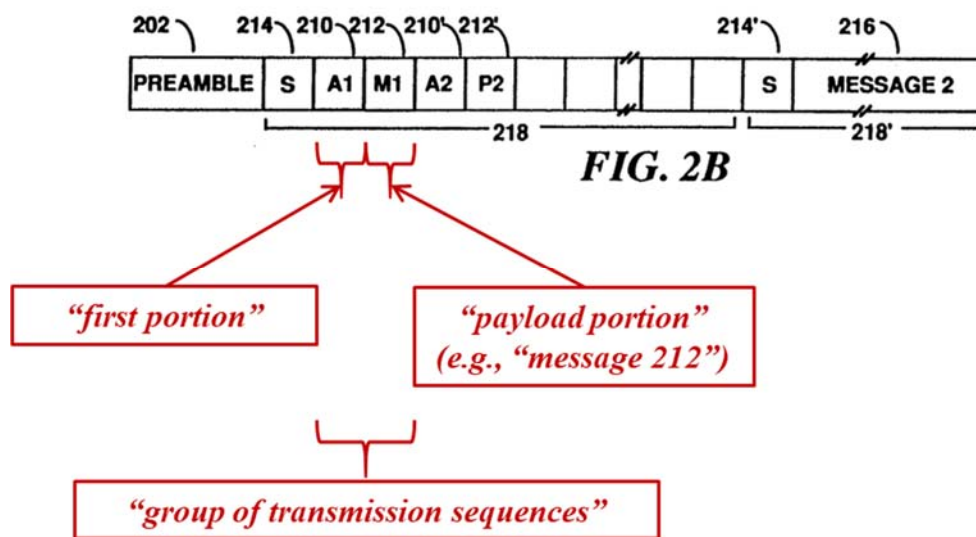 202 214 210 212 210' 212' 214' 216
PREAMBLE S A1 M1 A2 P2 S MESSAGE 2
218 218'
FIG. 2B
“first portion”
“payload portion”
(e.g., “message 212”)
“group of transmission sequences”